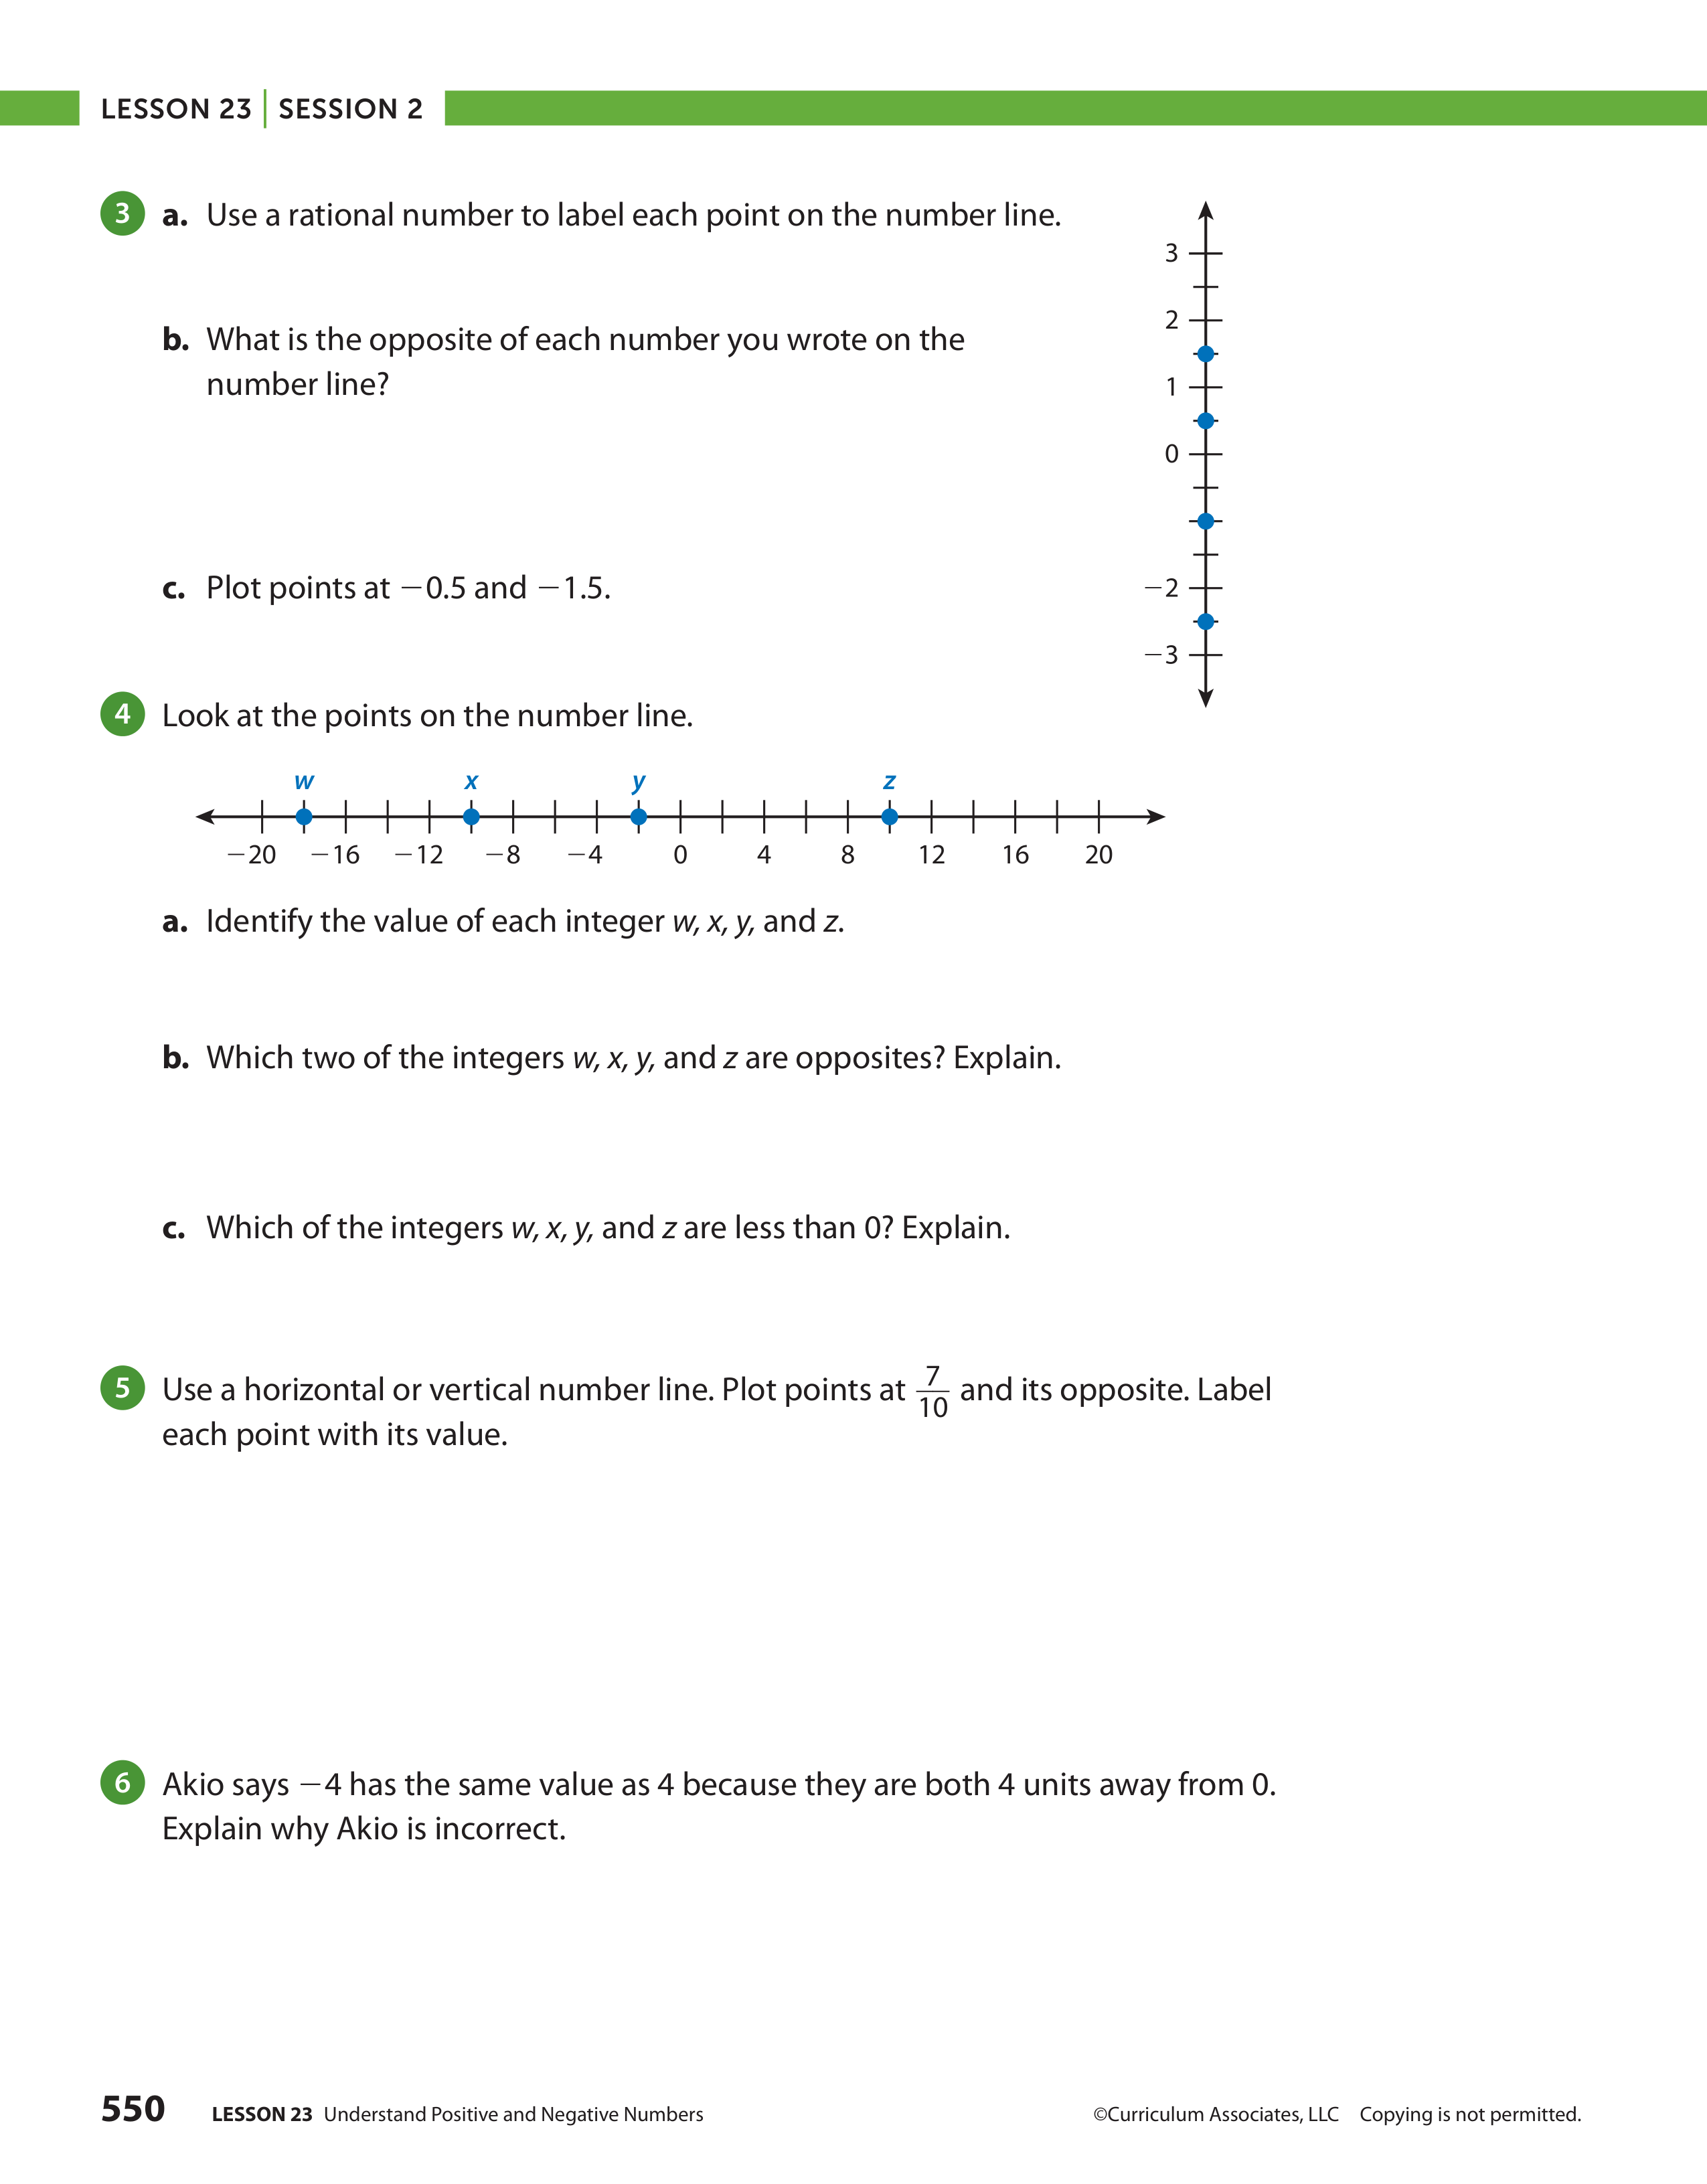 LESSON 23 | SESSION 2
3 a. Use a rational number to label each point on the number line.
b. What is the opposite of each number you wrote on the
number line?
c. Plot points at −0.5 and −1.5.
3
2
1
0
−2
−3
4 Look at the points on the number line.
w x y z
−20 −16 −12 −8 −4 0 4 8 12 16 20
a. Identify the value of each integer w, x, y, and z.
b. Which two of the integers w, x, y, and z are opposites? Explain.
c. Which of the integers w, x, y, and z are less than 0? Explain.
5 Use a horizontal or vertical number line. Plot points at 7/10 and its opposite. Label
each point with its value.
6 Akio says −4 has the same value as 4 because they are both 4 units away from 0.
Explain why Akio is incorrect.
550 LESSON 23 Understand Positive and Negative Numbers ©Curriculum Associates, LLC Copying is not permitted.